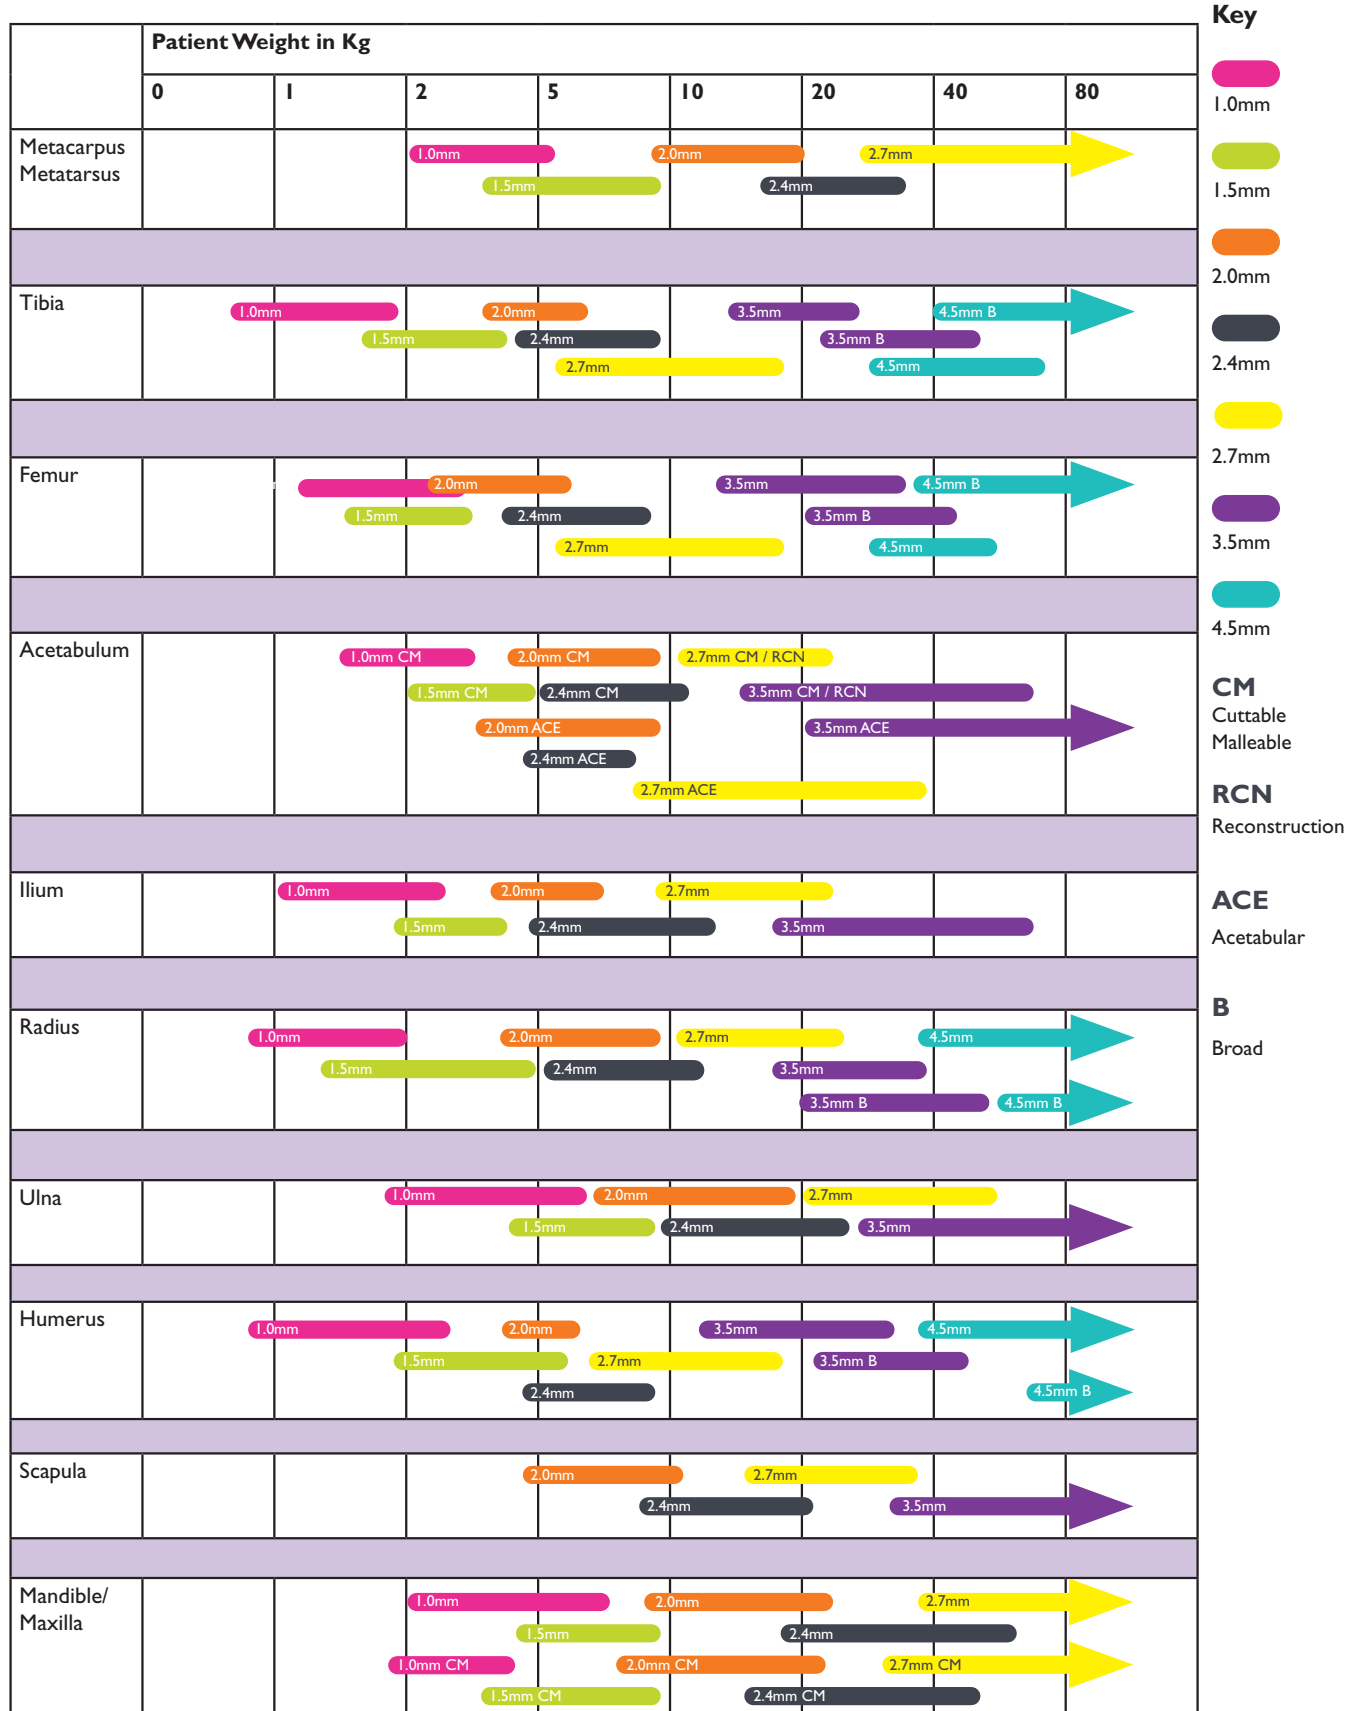 Key
Patient Weight in Kg
0 1 2 5 10 20 40 80
1.0mm
1.5mm
2.0mm
2.4mm
2.7mm
3.5mm
4.5mm
CM
Cuttable
Malleable
RCN
Reconstruction
ACE
Acetabular
B
Broad
Metacarpus
Metatarsus
1.0mm 2.0mm 2.7mm
1.5mm 2.4mm
Tibia
1.0mm 2.0mm 3.5mm 4.5mm B
1.5mm 2.4mm 3.5mm B
2.7mm 4.5mm
Femur
2.0mm 3.5mm 4.5mm B
1.5mm 2.4mm 3.5mm B
2.7mm 4.5mm
Acetabulum
1.0mm CM 2.0mm CM 2.7mm CM / RCN
1.5mm CM 2.4mm CM 3.5mm CM / RCN
2.0mm ACE 3.5mm ACE
2.4mm ACE
2.7mm ACE
Ilium
1.0mm 2.0mm 2.7mm
1.5mm 2.4mm 3.5mm
Radius
1.0mm 2.0mm 2.7mm 4.5mm
1.5mm 2.4mm 3.5mm
3.5mm B 4.5mm B
Ulna
1.0mm 2.0mm 2.7mm
1.5mm 2.4mm 3.5mm
Humerus
1.0mm 2.0mm 3.5mm 4.5mm
1.5mm 2.7mm 3.5mm B
2.4mm 4.5mm B
Scapula
2.0mm 2.7mm
2.4mm 3.5mm
Mandible/
Maxilla
1.0mm 2.0mm 2.7mm
1.5mm 2.4mm
1.0mm CM 2.0mm CM 2.7mm CM
1.5mm CM 2.4mm CM